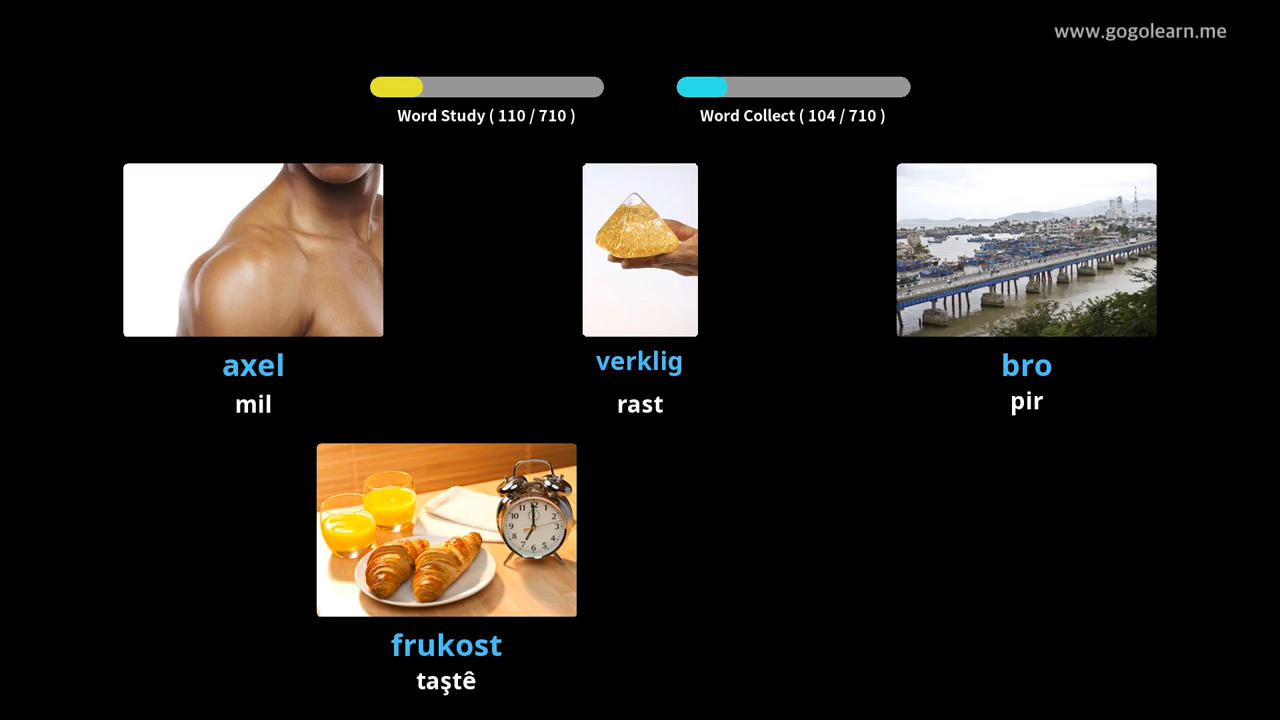 www.gogolearn.me
Word Study ( 110 / 710 )
Word Collect ( 104 / 710 )
axel
mil
verklig
rast
bro
pir
frukost
taştê